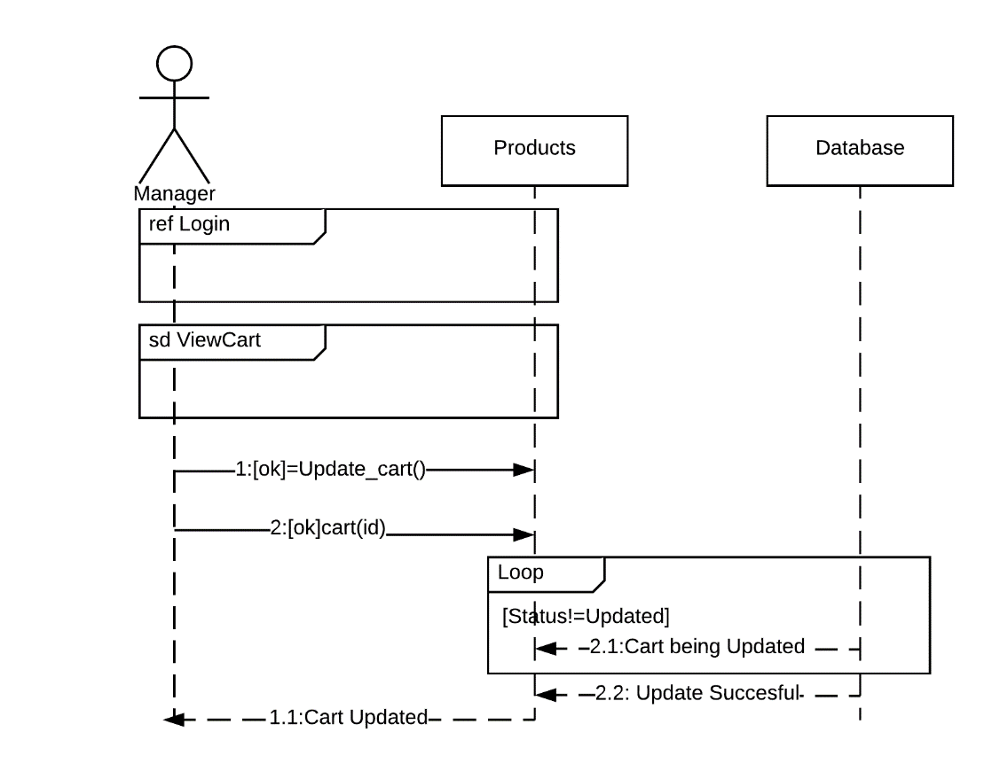 Products
Database
Manager
ref Login
sd ViewCart
1:[ok]=Update_cart()
2:[ok]cart(id)
Loop
[Status!=Updated]
2.1:Cart being Updated
2.2: Update Succesful
1.1:Cart Updated